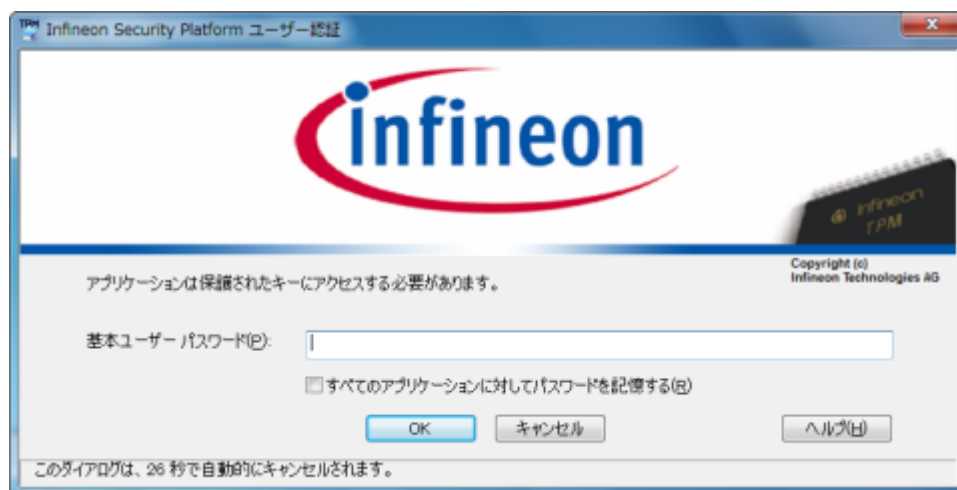 TPM Infineon Security Platform ユーザー認証
infineon
Infineon
TPM
Copyright (c)
Infineon Technologies AG
アプリケーションは保護されたキーにアクセスする必要があります。
基本ユーザー パスワード(P):
すべてのアプリケーションに対してパスワードを記憶する(R)
OK
キャンセル
ヘルプ(H)
このダイアログは、26 秒で自動的にキャンセルされます。